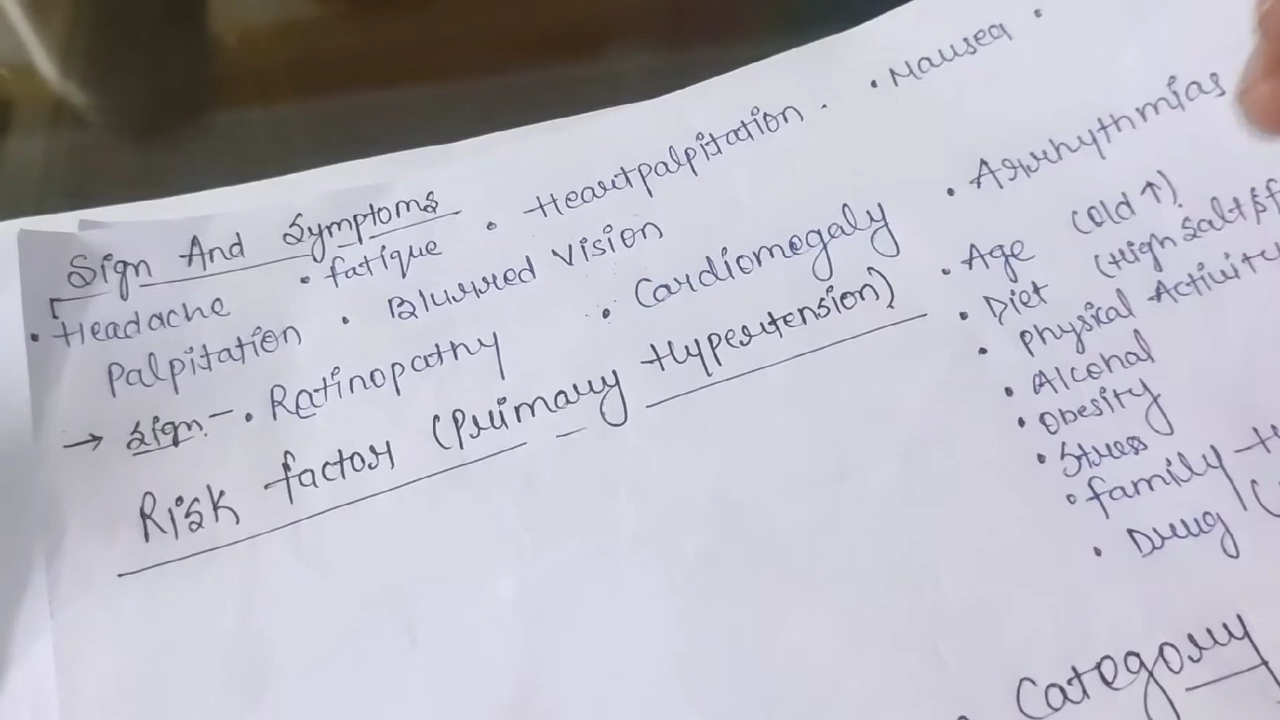 Sign And Symptoms
• Headache • fatique • Heartpalpitation. • Nausea •
Palpitation • Blurred Vision
→ Sign - • Retinopathy • Cardiomegaly • Arrhythmias
Risk factor (Primary Hypertension)
• Age (old ↑)
• Diet (High salt
• Physical Activity
• Alcohal
• Obesity
• Stress
• family
• Drug
Category